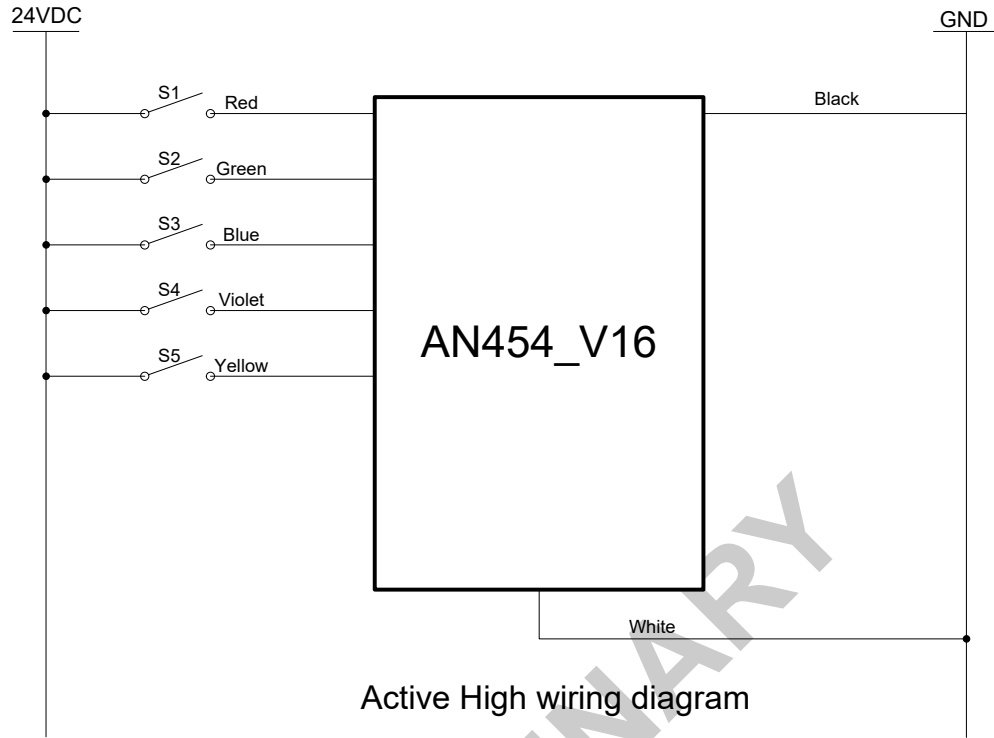 24VDC
GND
S1
Red
Black
S2
Green
S3
Blue
S4
Violet
AN454_V16
S5
Yellow
White
Active High wiring diagram